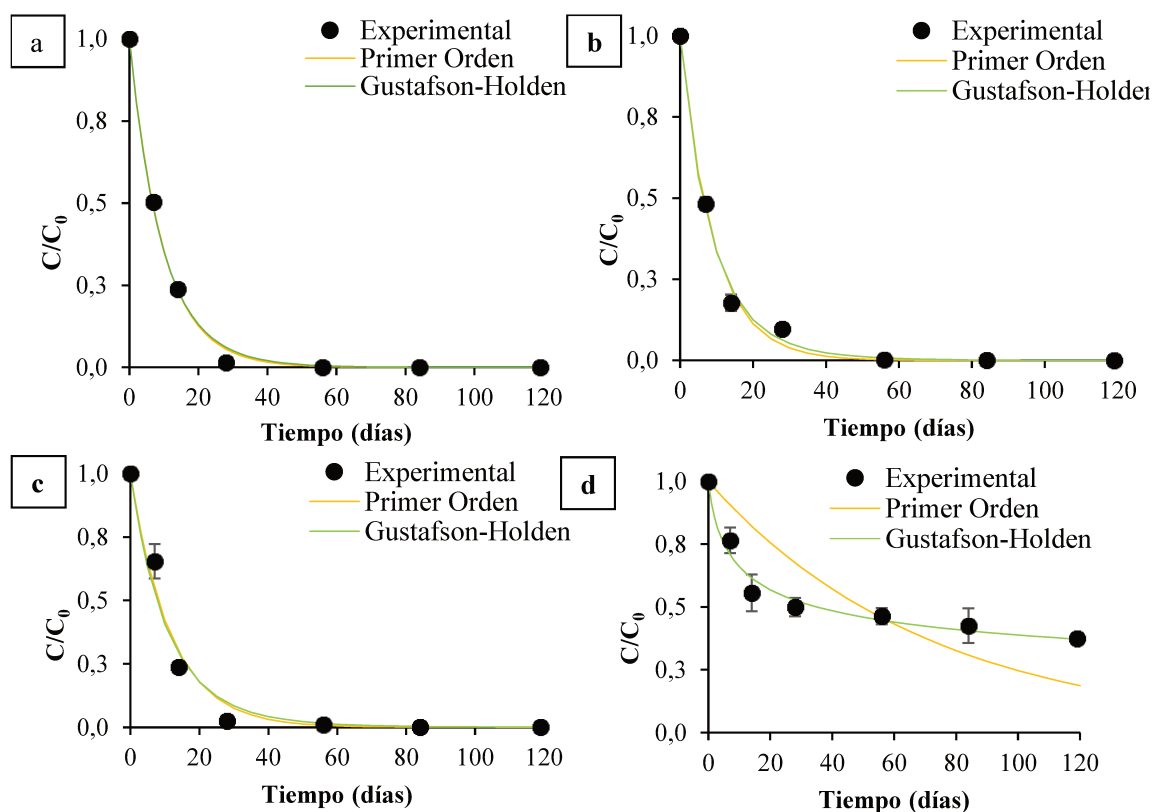 a
Experimental
Primer Orden
Gustafson-Holden
1,0
0,8
0,5
0,3
0,0
C/C0
0 20 40 60 80 100 120
Tiempo (días)
b
Experimental
Primer Orden
Gustafson-Holden
1,0
0,8
0,5
0,3
0,0
C/C0
0 20 40 60 80 100 120
Tiempo (días)
c
Experimental
Primer Orden
Gustafson-Holden
1,0
0,8
0,5
0,3
0,0
C/C0
0 20 40 60 80 100 120
Tiempo (días)
d
Experimental
Primer Orden
Gustafson-Holden
1,0
0,8
0,5
0,3
0,0
C/C0
0 20 40 60 80 100 120
Tiempo (días)